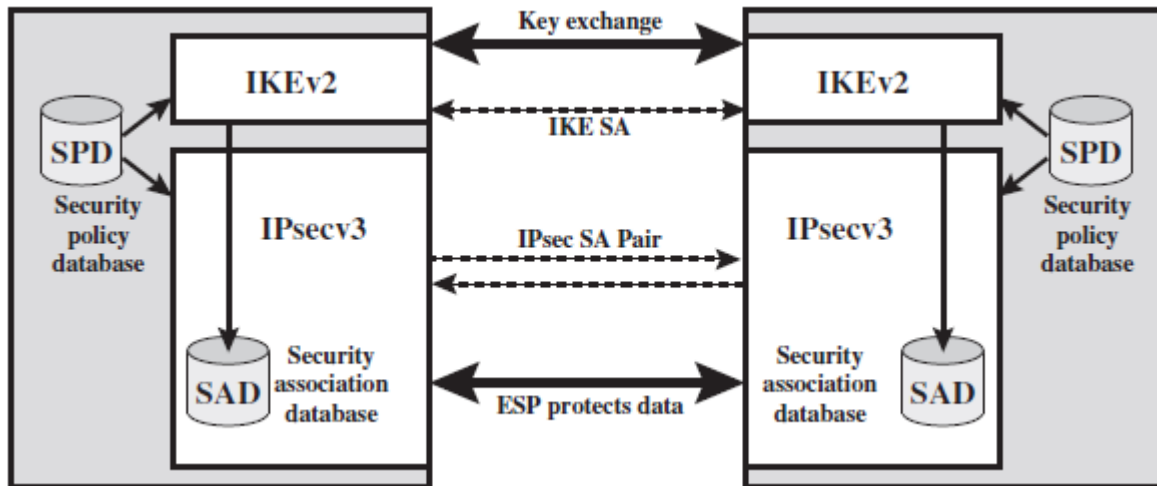 Key exchange
IKEv2
IKEv2
IKE SA
SPD
Security
policy
database
SPD
Security
policy
database
IPsecv3
IPsecv3
IPsec SA Pair
SAD
Security
association
database
Security
association
database
SAD
ESP protects data